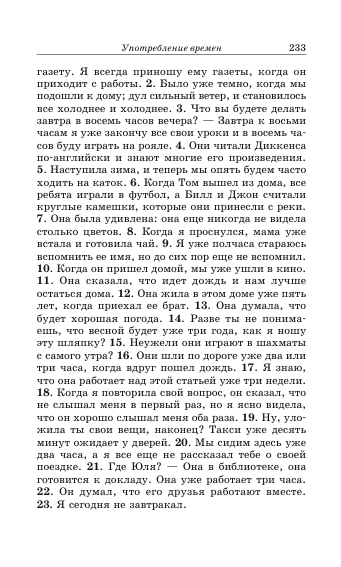 Употребление времен 233
газету. Я всегда приношу ему газеты, когда он
приходит с работы. 2. Было уже темно, когда мы
подошли к дому; дул сильный ветер, и становилось
все холоднее и холоднее. 3. Что вы будете делать
завтра в восемь часов вечера? — Завтра к восьми
часам я уже закончу все свои уроки и в восемь ча-
сов буду играть на рояле. 4. Они читали Диккенса
по-английски и знают многие его произведения.
5. Наступила зима, и теперь мы опять будем часто
ходить на каток. 6. Когда Том вышел из дома, все
ребята играли в футбол, а Билл и Джон считали
круглые камешки, которые они принесли с реки.
7. Она была удивлена: она еще никогда не видела
столько цветов. 8. Когда я проснулся, мама уже
встала и готовила чай. 9. Я уже полчаса стараюсь
вспомнить ее имя, но до сих пор еще не вспомнил.
10. Когда он пришел домой, мы уже ушли в кино.
11. Она сказала, что идет дождь и нам лучше
остаться дома. 12. Она жила в этом доме уже пять
лет, когда приехал ее брат. 13. Она думала, что
будет хорошая погода. 14. Разве ты не понима-
ешь, что весной будет уже три года, как я ношу
эту шляпку? 15. Неужели они играют в шахматы
с самого утра? 16. Они шли по дороге уже два или
три часа, когда вдруг пошел дождь. 17. Я знаю,
что она работает над этой статьей уже три недели.
18. Когда я повторила свой вопрос, он сказал, что
не слышал меня в первый раз, но я ясно видела,
что он хорошо слышал меня оба раза. 19. Ну, уло-
жила ты свои вещи, наконец? Такси уже десять
минут ожидает у дверей. 20. Мы сидим здесь уже
два часа, а я все еще не рассказал тебе о своей
поездке. 21. Где Юля? — Она в библиотеке, она
готовится к докладу. Она уже работает три часа.
22. Он думал, что его друзья работают вместе.
23. Я сегодня не завтракал.